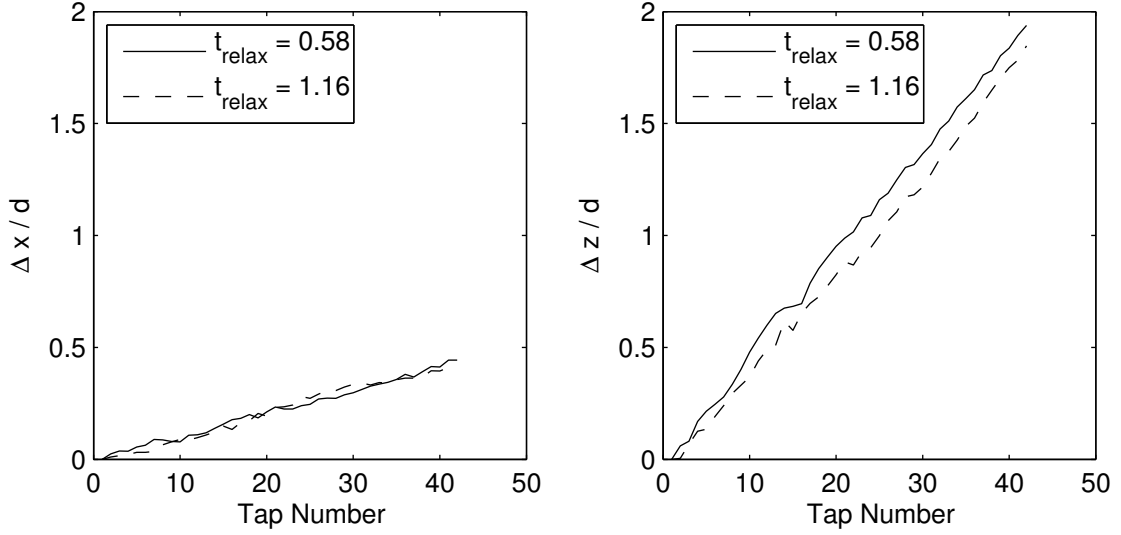 2
1.5
1
0.5
0
0 10 20 30 40 50
Tap Number
Δ x / d
t_relax = 0.58
t_relax = 1.16
2
1.5
1
0.5
0
0 10 20 30 40 50
Tap Number
Δ z / d
t_relax = 0.58
t_relax = 1.16